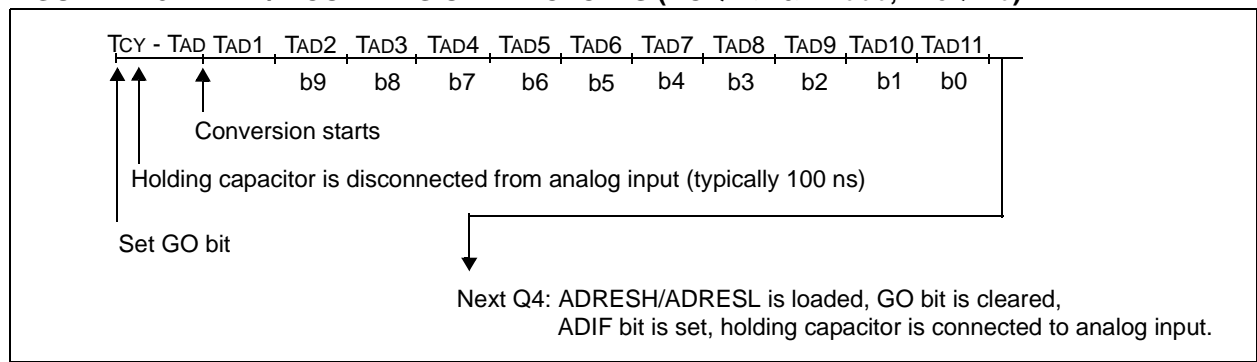 TCY - TAD TAD1 TAD2 TAD3 TAD4 TAD5 TAD6 TAD7 TAD8 TAD9 TAD10 TAD11
b9 b8 b7 b6 b5 b4 b3 b2 b1 b0
Conversion starts
Holding capacitor is disconnected from analog input (typically 100 ns)
Set GO bit
Next Q4: ADRESH/ADRESL is loaded, GO bit is cleared,
ADIF bit is set, holding capacitor is connected to analog input.